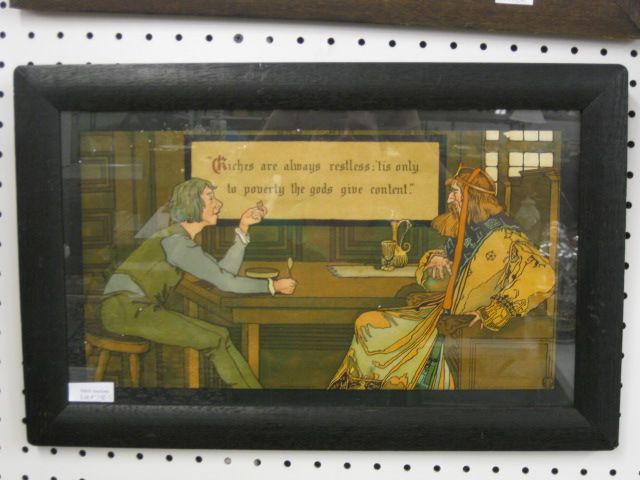 "Riches are always restless; 'tis only
to poverty the gods give content."